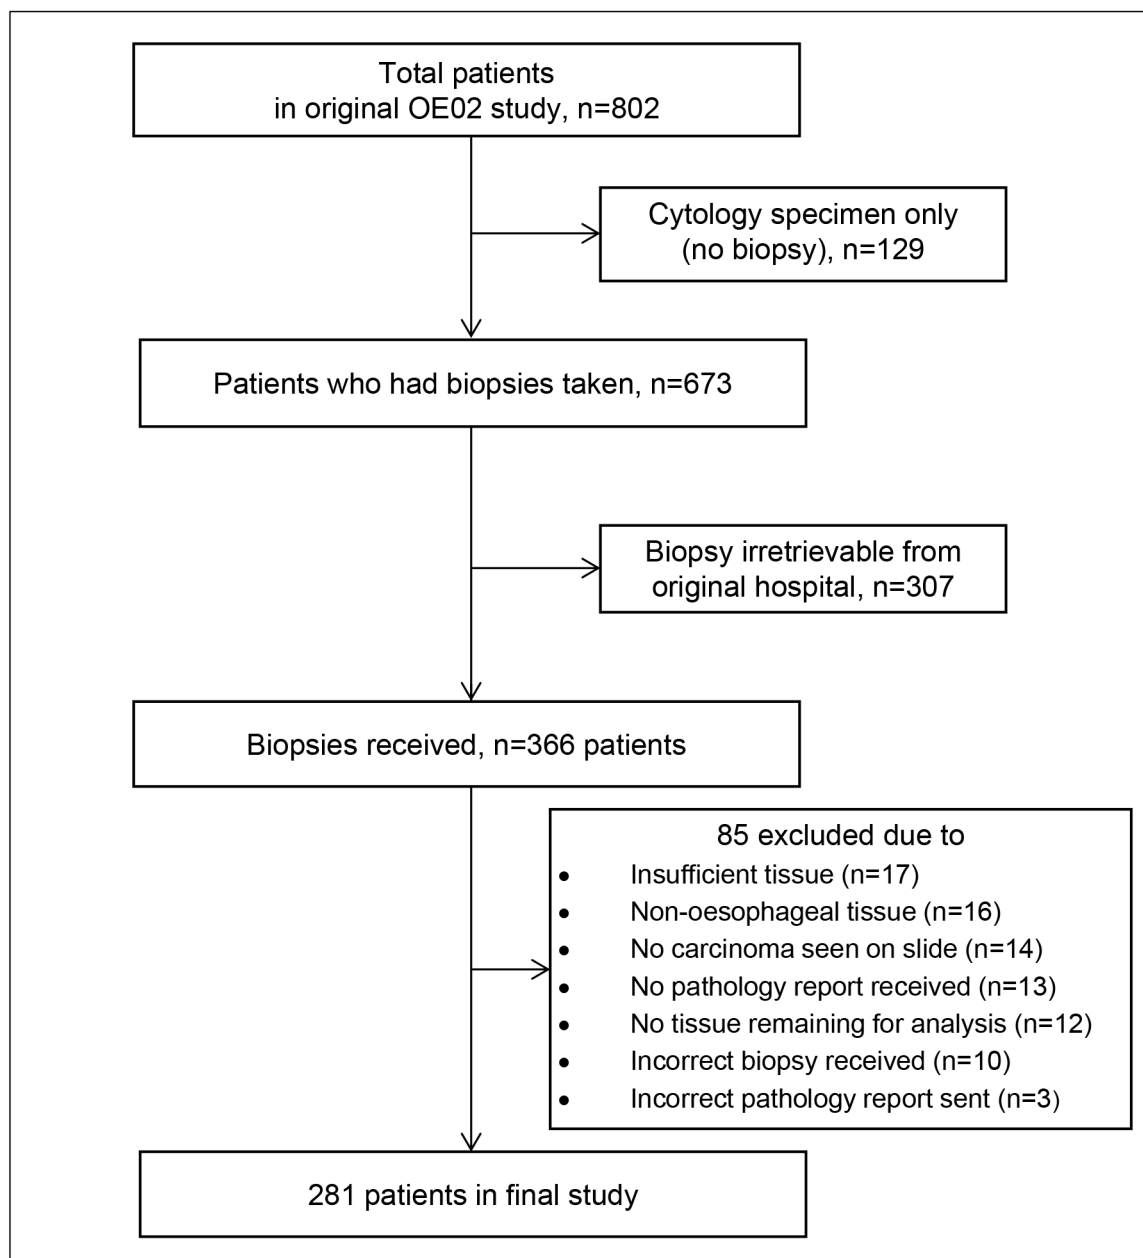 Total patients
in original OE02 study, n=802
Cytology specimen only
(no biopsy), n=129
Patients who had biopsies taken, n=673
Biopsy irretrievable from
original hospital, n=307
Biopsies received, n=366 patients
85 excluded due to
• Insufficient tissue (n=17)
• Non-oesophageal tissue (n=16)
• No carcinoma seen on slide (n=14)
• No pathology report received (n=13)
• No tissue remaining for analysis (n=12)
• Incorrect biopsy received (n=10)
• Incorrect pathology report sent (n=3)
281 patients in final study